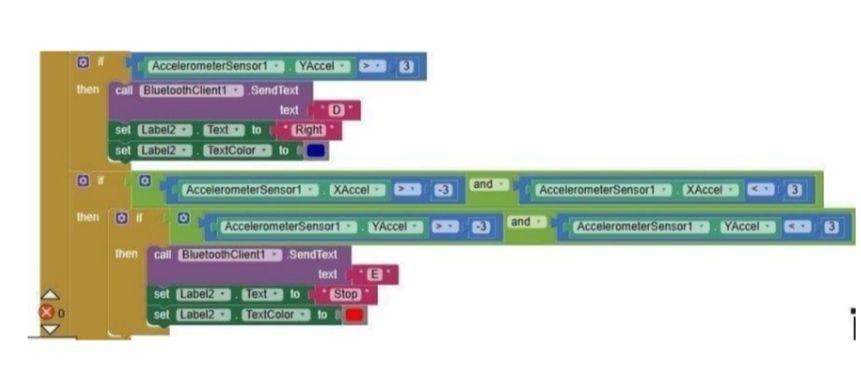 if AccelerometerSensor1 . YAccel > 3
then call BluetoothClient1 .SendText
text " D "
set Label2 . Text to " Right "
set Label2 . TextColor to
if AccelerometerSensor1 . XAccel > -3 and AccelerometerSensor1 . XAccel < 3
then if AccelerometerSensor1 . YAccel > -3 and AccelerometerSensor1 . YAccel < 3
then call BluetoothClient1 .SendText
text " E "
set Label2 . Text to " Stop "
0 set Label2 . TextColor to
i